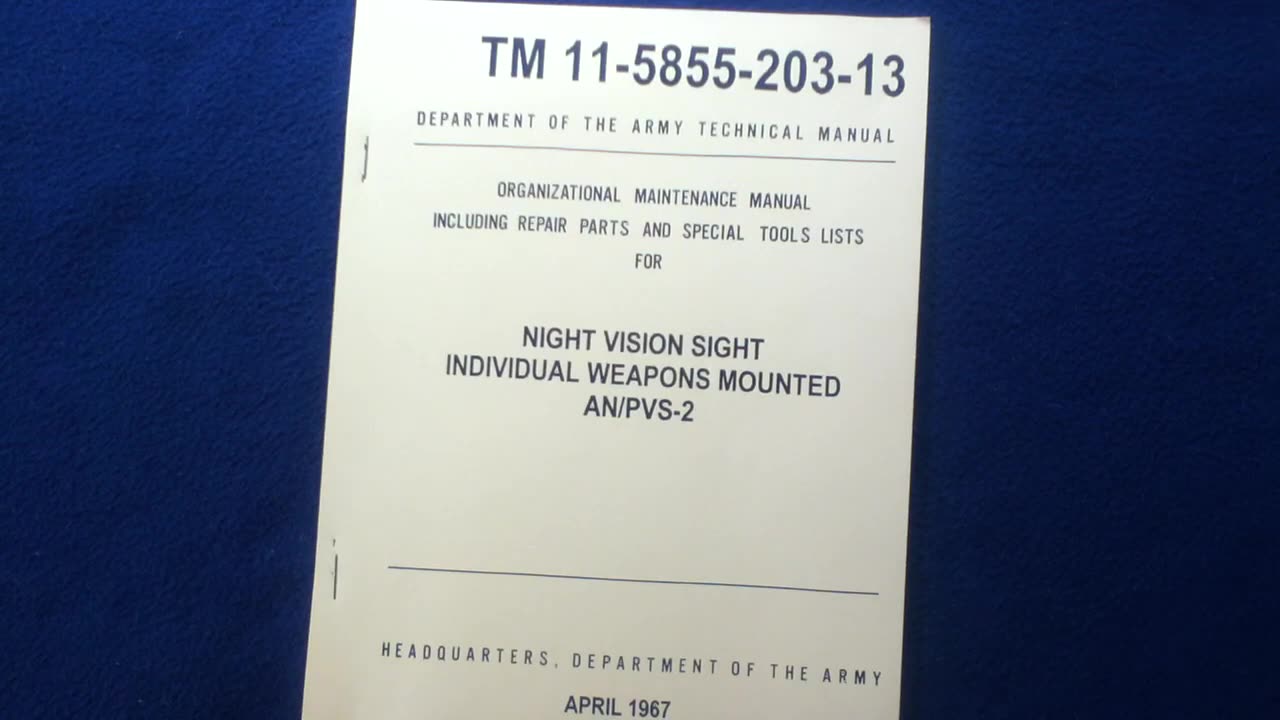 TM 11-5855-203-13
DEPARTMENT OF THE ARMY TECHNICAL MANUAL
ORGANIZATIONAL MAINTENANCE MANUAL
INCLUDING REPAIR PARTS AND SPECIAL TOOLS LISTS
FOR
NIGHT VISION SIGHT
INDIVIDUAL WEAPONS MOUNTED
AN/PVS-2
HEADQUARTERS, DEPARTMENT OF THE ARMY
APRIL 1967